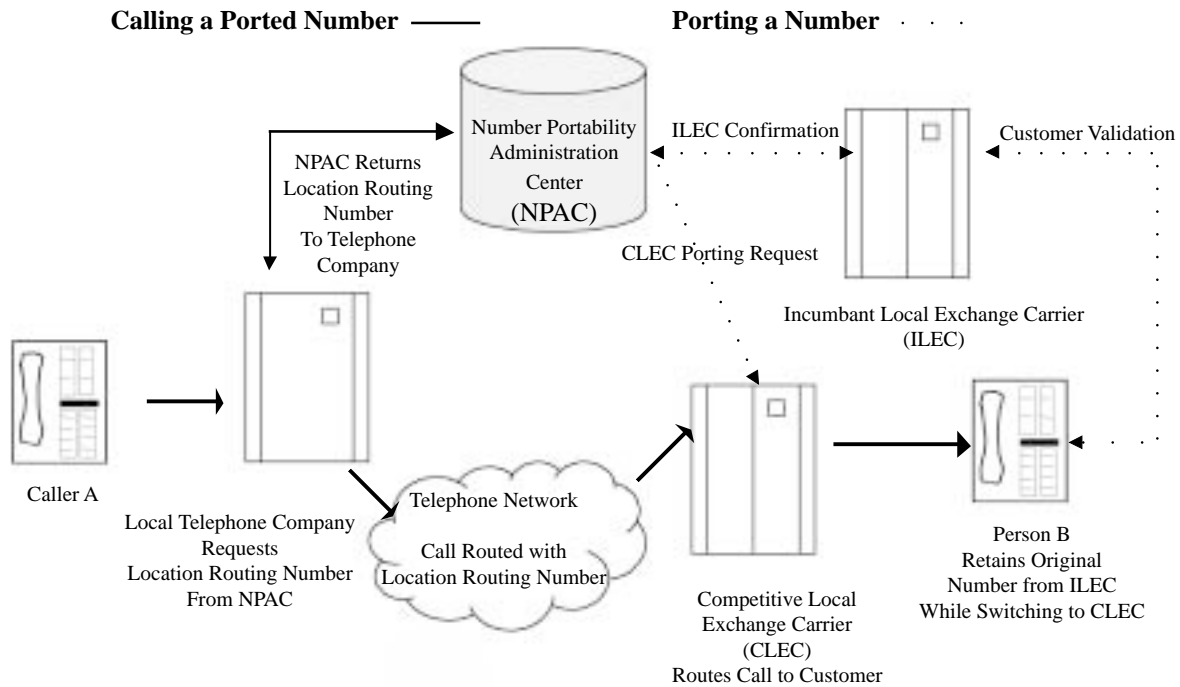 Calling a Ported Number
Porting a Number
Number Portability
Administration
Center
(NPAC)
ILEC Confirmation
Customer Validation
NPAC Returns
Location Routing
Number
To Telephone
Company
CLEC Porting Request
Incumbant Local Exchange Carrier
(ILEC)
Caller A
Local Telephone Company
Requests
Location Routing Number
From NPAC
Telephone Network
Call Routed with
Location Routing Number
Competitive Local
Exchange Carrier
(CLEC)
Routes Call to Customer
Person B
Retains Original
Number from ILEC
While Switching to CLEC